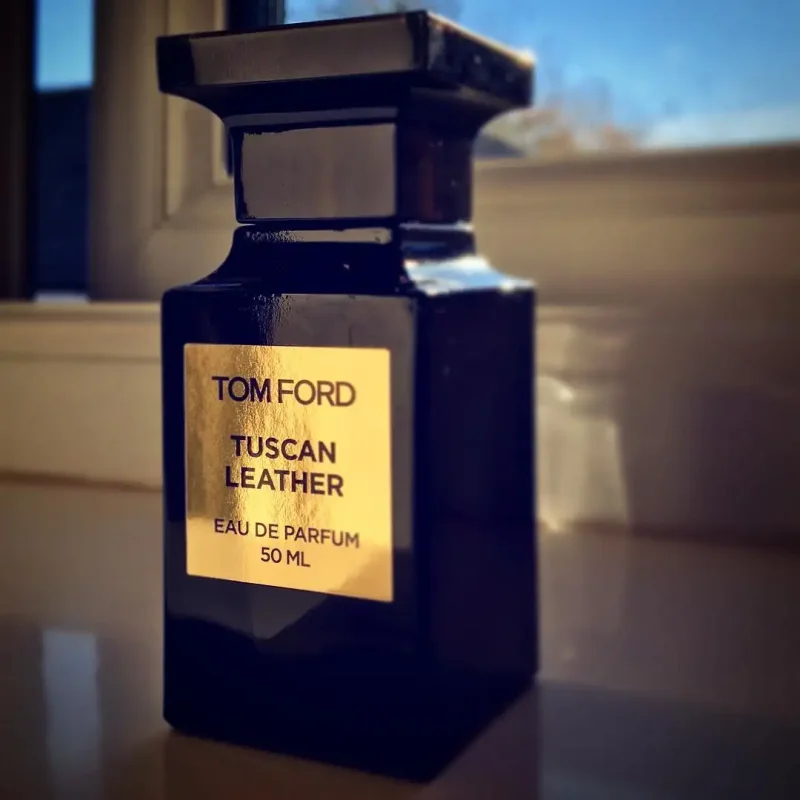 TOM FORD
TUSCAN
LEATHER
EAU DE PARFUM
50 ML